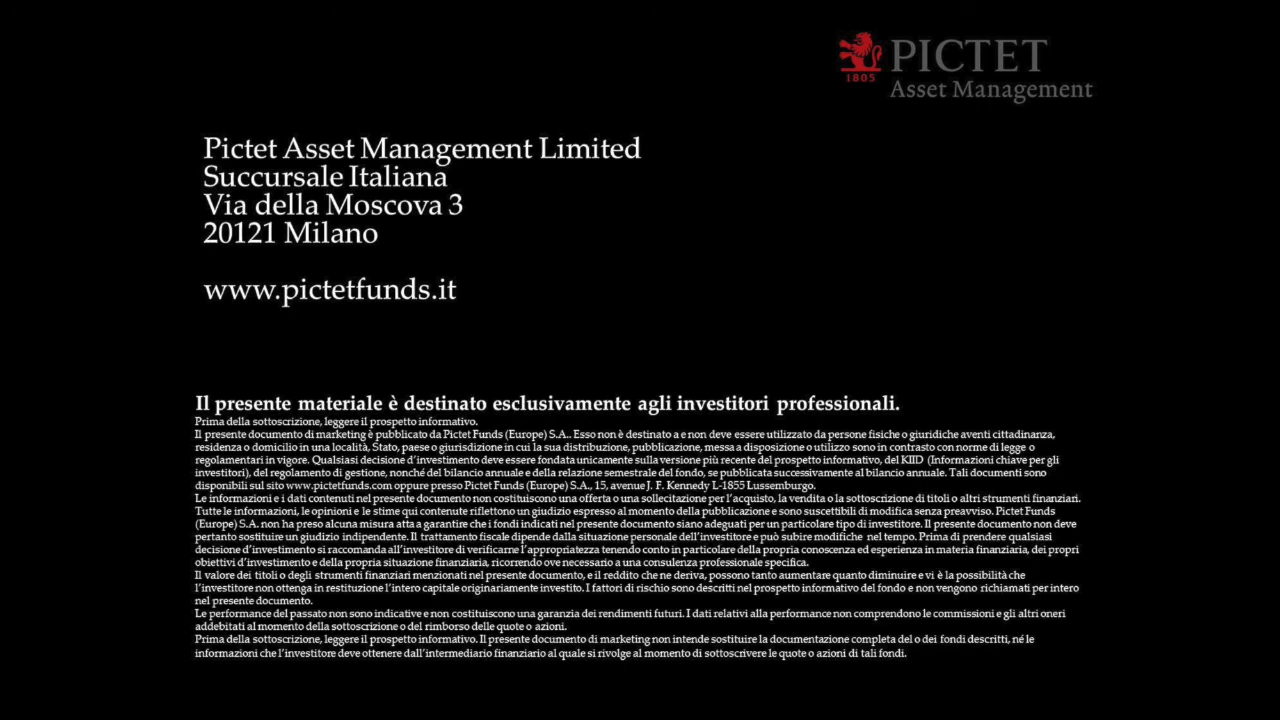 PICTET
1805
Asset Management
Pictet Asset Management Limited
Succursale Italiana
Via della Moscova 3
20121 Milano
www.pictetfunds.it
Il presente materiale è destinato esclusivamente agli investitori professionali.
Prima della sottoscrizione, leggere il prospetto informativo.
Il presente documento di marketing è pubblicato da Pictet Funds (Europe) S.A.. Esso non è destinato a e non deve essere utilizzato da persone fisiche o giuridiche aventi cittadinanza,
residenza o domicilio in una località, Stato, paese o giurisdizione in cui la sua distribuzione, pubblicazione, messa a disposizione o utilizzo sono in contrasto con norme di legge o
regolamentari in vigore. Qualsiasi decisione d'investimento deve essere fondata unicamente sulla versione più recente del prospetto informativo, del KIID (Informazioni chiave per gli
investitori), del regolamento di gestione, nonché del bilancio annuale e della relazione semestrale del fondo, se pubblicata successivamente al bilancio annuale. Tali documenti sono
disponibili sul sito www.pictetfunds.com oppure presso Pictet Funds (Europe) S.A., 15, avenue J. F. Kennedy L-1855 Lussemburgo.
Le informazioni e i dati contenuti nel presente documento non costituiscono una offerta o una sollecitazione per l'acquisto, la vendita o la sottoscrizione di titoli o altri strumenti finanziari.
Tutte le informazioni, le opinioni e le stime qui contenute riflettono un giudizio espresso al momento della pubblicazione e sono suscettibili di modifica senza preavviso. Pictet Funds
(Europe) S.A. non ha preso alcuna misura atta a garantire che i fondi indicati nel presente documento siano adeguati per un particolare tipo di investitore. Il presente documento non deve
pertanto sostituire un giudizio indipendente. Il trattamento fiscale dipende dalla situazione personale dell'investitore e può subire modifiche nel tempo. Prima di prendere qualsiasi
decisione d'investimento si raccomanda all'investitore di verificarne l'appropriatezza tenendo conto in particolare della propria conoscenza ed esperienza in materia finanziaria, dei propri
obiettivi d'investimento e della propria situazione finanziaria, ricorrendo ove necessario a una consulenza professionale specifica.
Il valore dei titoli o degli strumenti finanziari menzionati nel presente documento, e il reddito che ne deriva, possono tanto aumentare quanto diminuire e vi è la possibilità che
l'investitore non ottenga in restituzione l'intero capitale originariamente investito. I fattori di rischio sono descritti nel prospetto informativo del fondo e non vengono richiamati per intero
nel presente documento.
Le performance del passato non sono indicative e non costituiscono una garanzia dei rendimenti futuri. I dati relativi alla performance non comprendono le commissioni e gli altri oneri
addebitati al momento della sottoscrizione o del rimborso delle quote o azioni.
Prima della sottoscrizione, leggere il prospetto informativo. Il presente documento di marketing non intende sostituire la documentazione completa del o dei fondi descritti, né le
informazioni che l'investitore deve ottenere dall'intermediario finanziario al quale si rivolge al momento di sottoscrivere le quote o azioni di tali fondi.